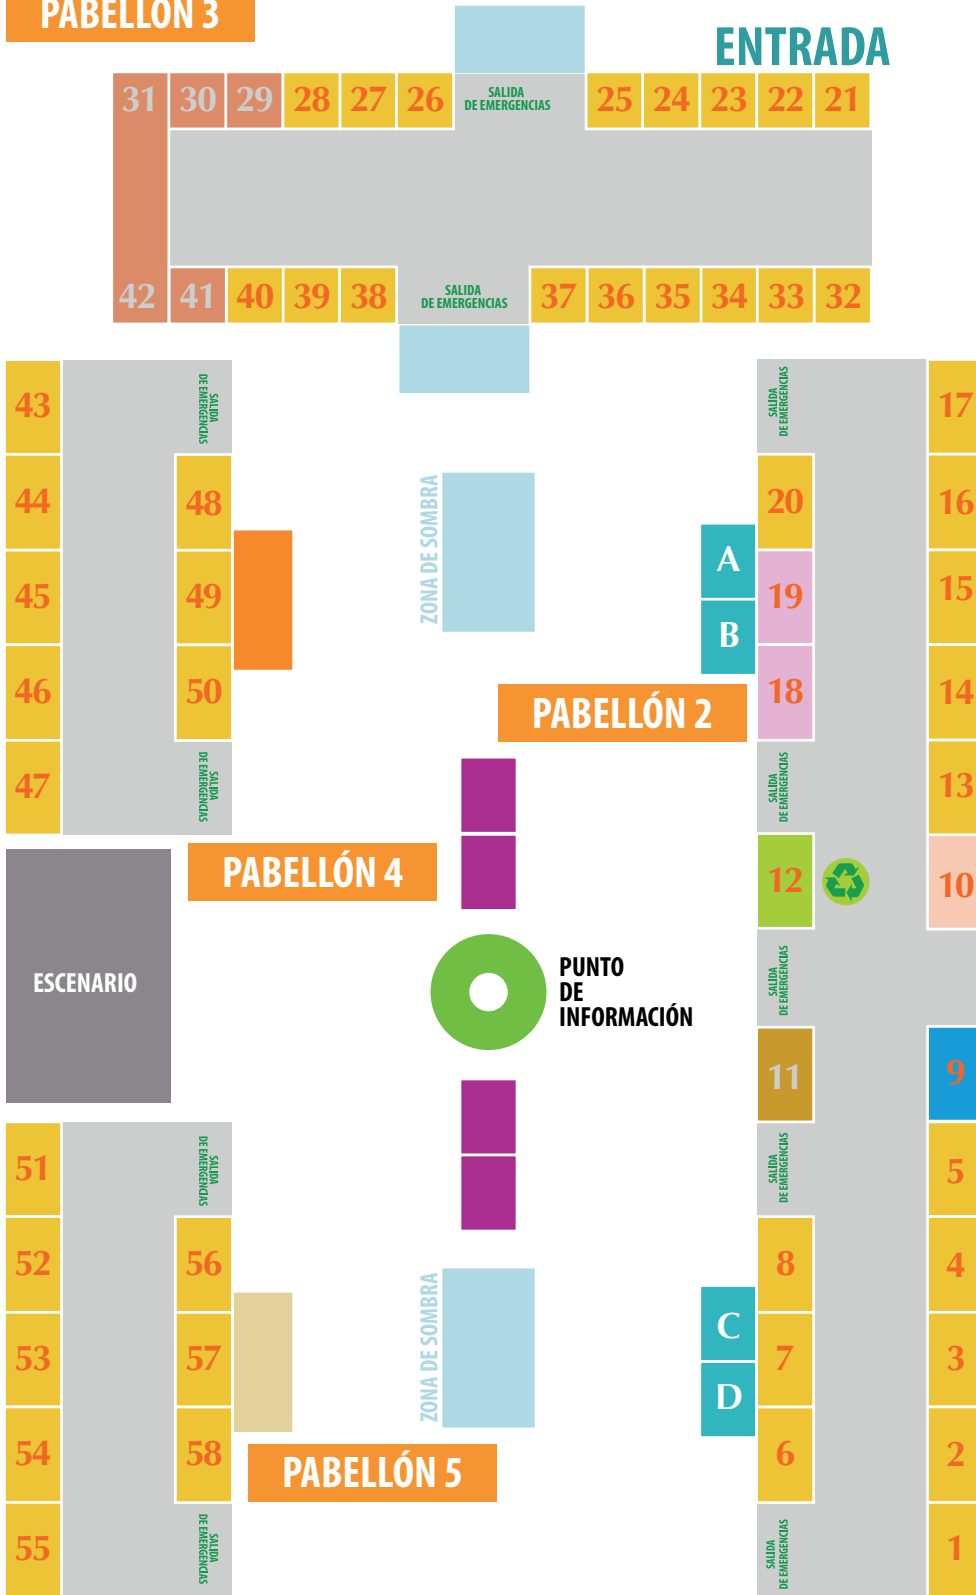 PABELLÓN 3
ENTRADA
31 30 29 28 27 26
SALIDA
DE EMERGENCIAS
25 24 23 22 21
42 41 40 39 38
SALIDA
DE EMERGENCIAS
37 36 35 34 33 32
43
SALIDA
DE EMERGENCIAS
44
48
45
49
46
50
47
SALIDA
DE EMERGENCIAS
ZONA DE SOMBRA
SALIDA
DE EMERGENCIAS
17
20
16
A
19
15
B
18
14
PABELLÓN 2
SALIDA
DE EMERGENCIAS
13
PABELLÓN 4
12
10
ESCENARIO
PUNTO
DE
INFORMACIÓN
SALIDA
DE EMERGENCIAS
11
9
51
SALIDA
DE EMERGENCIAS
52
56
53
57
54
58
55
SALIDA
DE EMERGENCIAS
ZONA DE SOMBRA
PABELLÓN 5
SALIDA
DE EMERGENCIAS
5
8
4
C
7
3
D
6
2
SALIDA
DE EMERGENCIAS
1